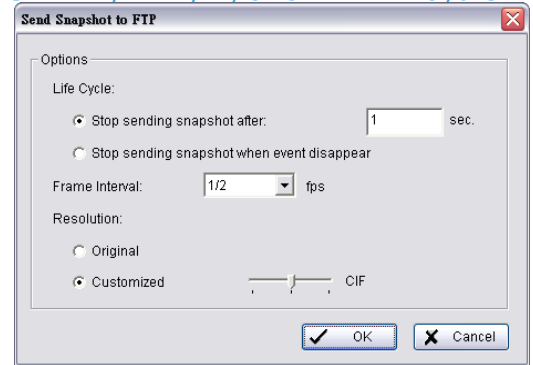 Send Snapshot to FTP
Options
Life Cycle:
Stop sending snapshot after: 1 sec.
Stop sending snapshot when event disappear
Frame Interval: 1/2 fps
Resolution:
Original
Customized CIF
OK Cancel